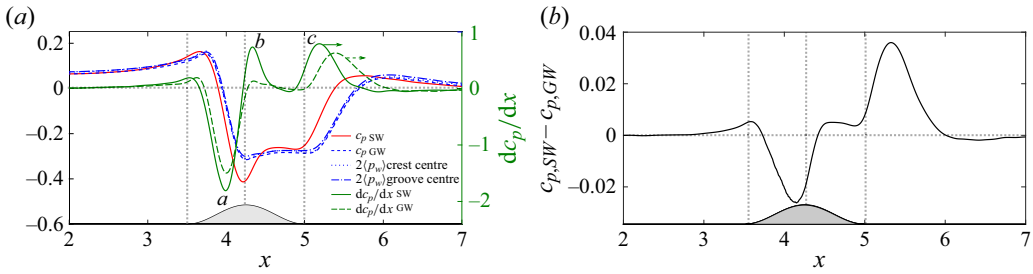 (a)
0.2
0
−0.2
−0.4
−0.6
2
3
4
5
6
7
x
a
b
c
1
0
−1
−2
dc_p/dx
c_p SW
c_p GW
2⟨p_w⟩crest centre
2⟨p_w⟩groove centre
dc_p/dx SW
dc_p/dx GW
(b)
c_{p,SW} − c_{p,GW}
0.04
0.02
0
−0.02
2
3
4
5
6
7
x